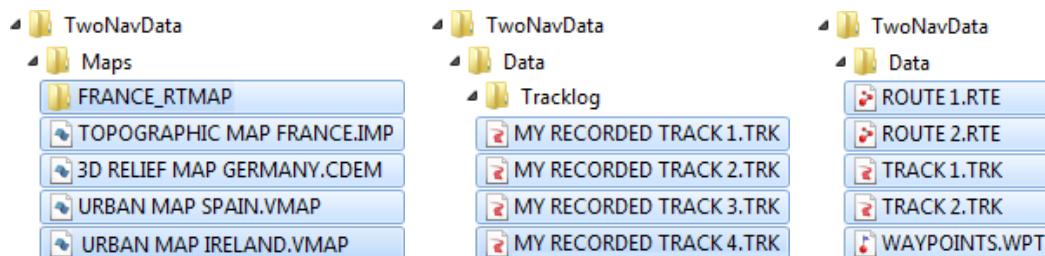 TwoNavData
Maps
FRANCE_RTMAP
TOPOGRAPHIC MAP FRANCE.IMP
3D RELIEF MAP GERMANY.CDEM
URBAN MAP SPAIN.VMAP
URBAN MAP IRELAND.VMAP
TwoNavData
Data
Tracklog
MY RECORDED TRACK 1.TRK
MY RECORDED TRACK 2.TRK
MY RECORDED TRACK 3.TRK
MY RECORDED TRACK 4.TRK
TwoNavData
Data
ROUTE 1.RTE
ROUTE 2.RTE
TRACK 1.TRK
TRACK 2.TRK
WAYPOINTS.WPT